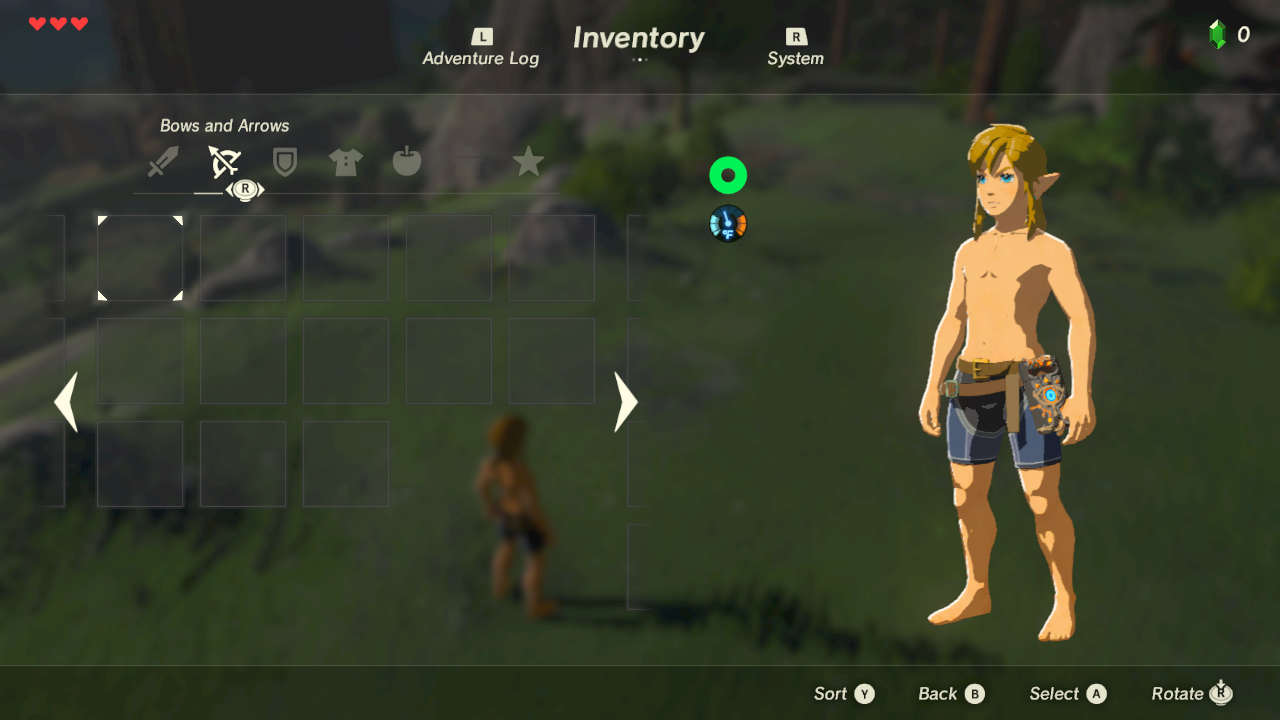 L
Inventory
R
0
Adventure Log
System
Bows and Arrows
R
°F
Sort Y
Back B
Select A
Rotate R